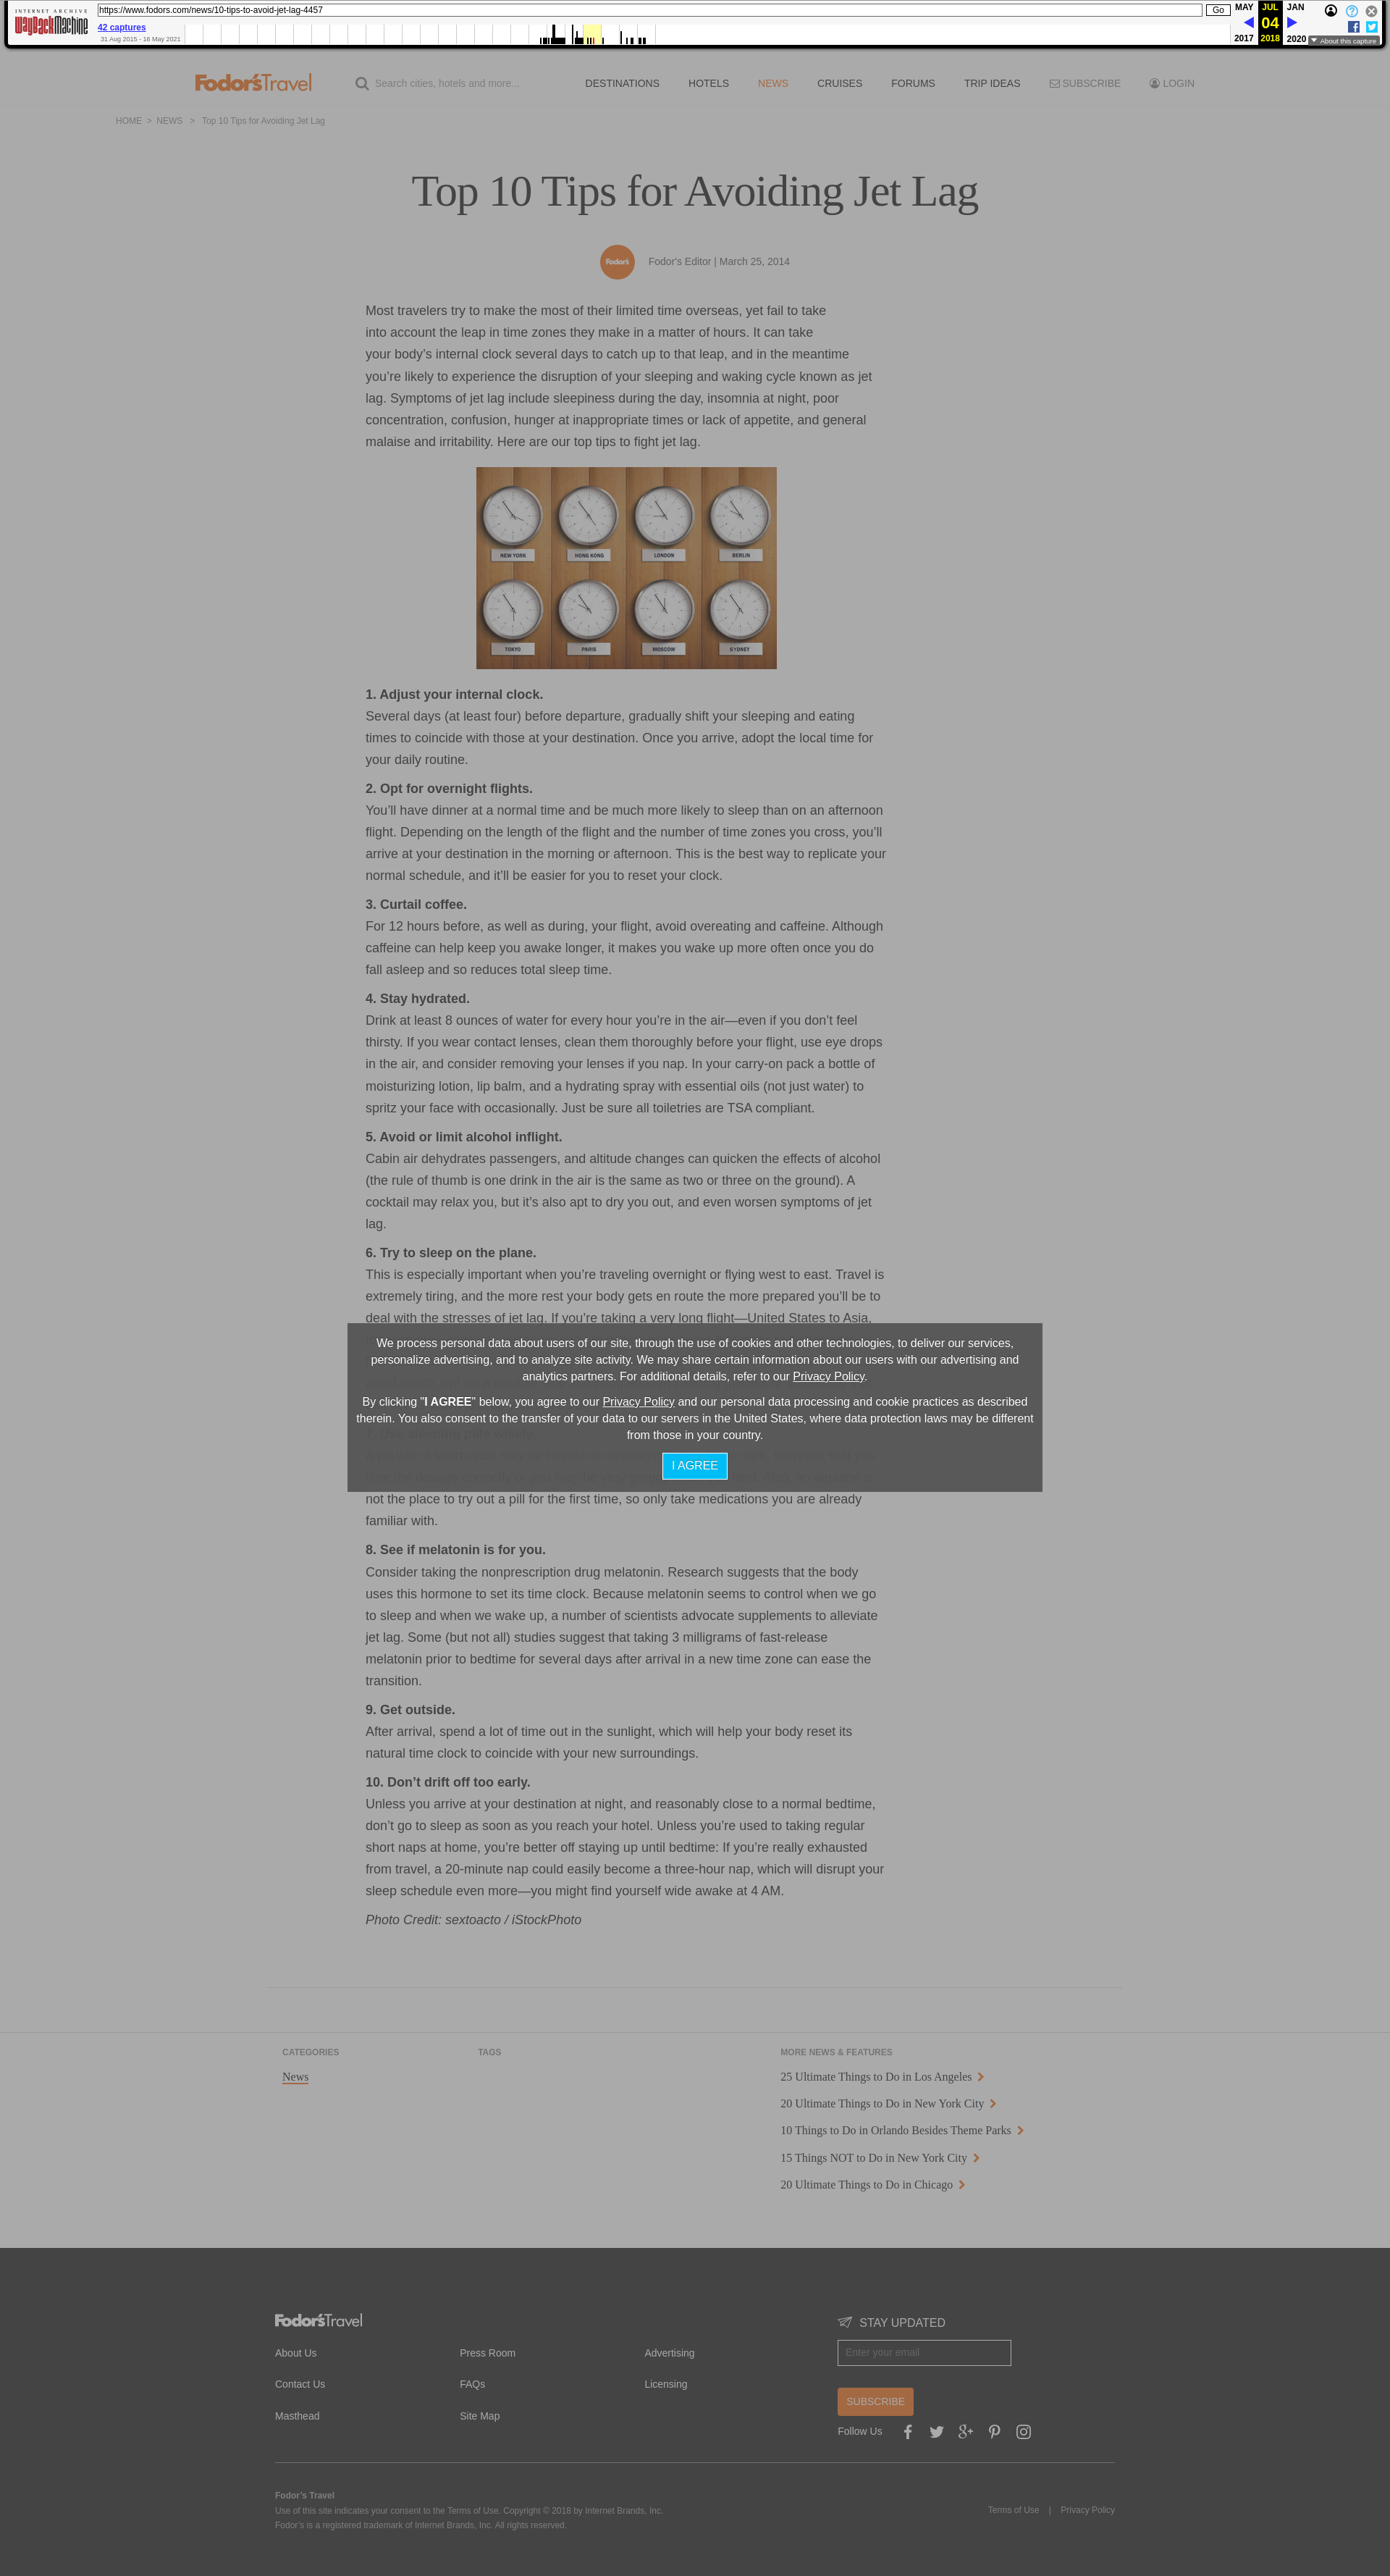 INTERNET ARCHIVE
WayBackMachine
https://www.fodors.com/news/10-tips-to-avoid-jet-lag-4457
Go
MAY JUL JAN
42 captures
04
31 Aug 2015 - 16 May 2021
2017 2018 2020
About this capture
Fodor's Travel
Search cities, hotels and more...
DESTINATIONS HOTELS NEWS CRUISES FORUMS TRIP IDEAS SUBSCRIBE LOGIN
HOME > NEWS > Top 10 Tips for Avoiding Jet Lag
Top 10 Tips for Avoiding Jet Lag
Fodor's
Fodor's Editor | March 25, 2014
Most travelers try to make the most of their limited time overseas, yet fail to take
into account the leap in time zones they make in a matter of hours. It can take
your body’s internal clock several days to catch up to that leap, and in the meantime
you’re likely to experience the disruption of your sleeping and waking cycle known as jet
lag. Symptoms of jet lag include sleepiness during the day, insomnia at night, poor
concentration, confusion, hunger at inappropriate times or lack of appetite, and general
malaise and irritability. Here are our top tips to fight jet lag.
NEW YORK HONG KONG LONDON BERLIN
TOKYO PARIS MOSCOW SYDNEY
1. Adjust your internal clock.
Several days (at least four) before departure, gradually shift your sleeping and eating
times to coincide with those at your destination. Once you arrive, adopt the local time for
your daily routine.
2. Opt for overnight flights.
You’ll have dinner at a normal time and be much more likely to sleep than on an afternoon
flight. Depending on the length of the flight and the number of time zones you cross, you’ll
arrive at your destination in the morning or afternoon. This is the best way to replicate your
normal schedule, and it’ll be easier for you to reset your clock.
3. Curtail coffee.
For 12 hours before, as well as during, your flight, avoid overeating and caffeine. Although
caffeine can help keep you awake longer, it makes you wake up more often once you do
fall asleep and so reduces total sleep time.
4. Stay hydrated.
Drink at least 8 ounces of water for every hour you’re in the air—even if you don’t feel
thirsty. If you wear contact lenses, clean them thoroughly before your flight, use eye drops
in the air, and consider removing your lenses if you nap. In your carry-on pack a bottle of
moisturizing lotion, lip balm, and a hydrating spray with essential oils (not just water) to
spritz your face with occasionally. Just be sure all toiletries are TSA compliant.
5. Avoid or limit alcohol inflight.
Cabin air dehydrates passengers, and altitude changes can quicken the effects of alcohol
(the rule of thumb is one drink in the air is the same as two or three on the ground). A
cocktail may relax you, but it’s also apt to dry you out, and even worsen symptoms of jet
lag.
6. Try to sleep on the plane.
This is especially important when you’re traveling overnight or flying west to east. Travel is
extremely tiring, and the more rest your body gets en route the more prepared you’ll be to
deal with the stresses of jet lag. If you’re taking a very long flight—United States to Asia,
We process personal data about users of our site, through the use of cookies and other technologies, to deliver our services,
personalize advertising, and to analyze site activity. We may share certain information about our users with our advertising and
analytics partners. For additional details, refer to our Privacy Policy.
By clicking "I AGREE" below, you agree to our Privacy Policy and our personal data processing and cookie practices as described
therein. You also consent to the transfer of your data to our servers in the United States, where data protection laws may be different
from those in your country.
I AGREE
not the place to try out a pill for the first time, so only take medications you are already
familiar with.
8. See if melatonin is for you.
Consider taking the nonprescription drug melatonin. Research suggests that the body
uses this hormone to set its time clock. Because melatonin seems to control when we go
to sleep and when we wake up, a number of scientists advocate supplements to alleviate
jet lag. Some (but not all) studies suggest that taking 3 milligrams of fast-release
melatonin prior to bedtime for several days after arrival in a new time zone can ease the
transition.
9. Get outside.
After arrival, spend a lot of time out in the sunlight, which will help your body reset its
natural time clock to coincide with your new surroundings.
10. Don’t drift off too early.
Unless you arrive at your destination at night, and reasonably close to a normal bedtime,
don’t go to sleep as soon as you reach your hotel. Unless you’re used to taking regular
short naps at home, you’re better off staying up until bedtime: If you’re really exhausted
from travel, a 20-minute nap could easily become a three-hour nap, which will disrupt your
sleep schedule even more—you might find yourself wide awake at 4 AM.
Photo Credit: sextoacto / iStockPhoto
CATEGORIES
News
TAGS
MORE NEWS & FEATURES
25 Ultimate Things to Do in Los Angeles
20 Ultimate Things to Do in New York City
10 Things to Do in Orlando Besides Theme Parks
15 Things NOT to Do in New York City
20 Ultimate Things to Do in Chicago
Fodor's Travel
About Us Press Room Advertising
Contact Us FAQs Licensing
Masthead Site Map
STAY UPDATED
Enter your email
SUBSCRIBE
Follow Us
Fodor’s Travel
Use of this site indicates your consent to the Terms of Use. Copyright © 2018 by Internet Brands, Inc.
Fodor’s is a registered trademark of Internet Brands, Inc. All rights reserved.
Terms of Use | Privacy Policy